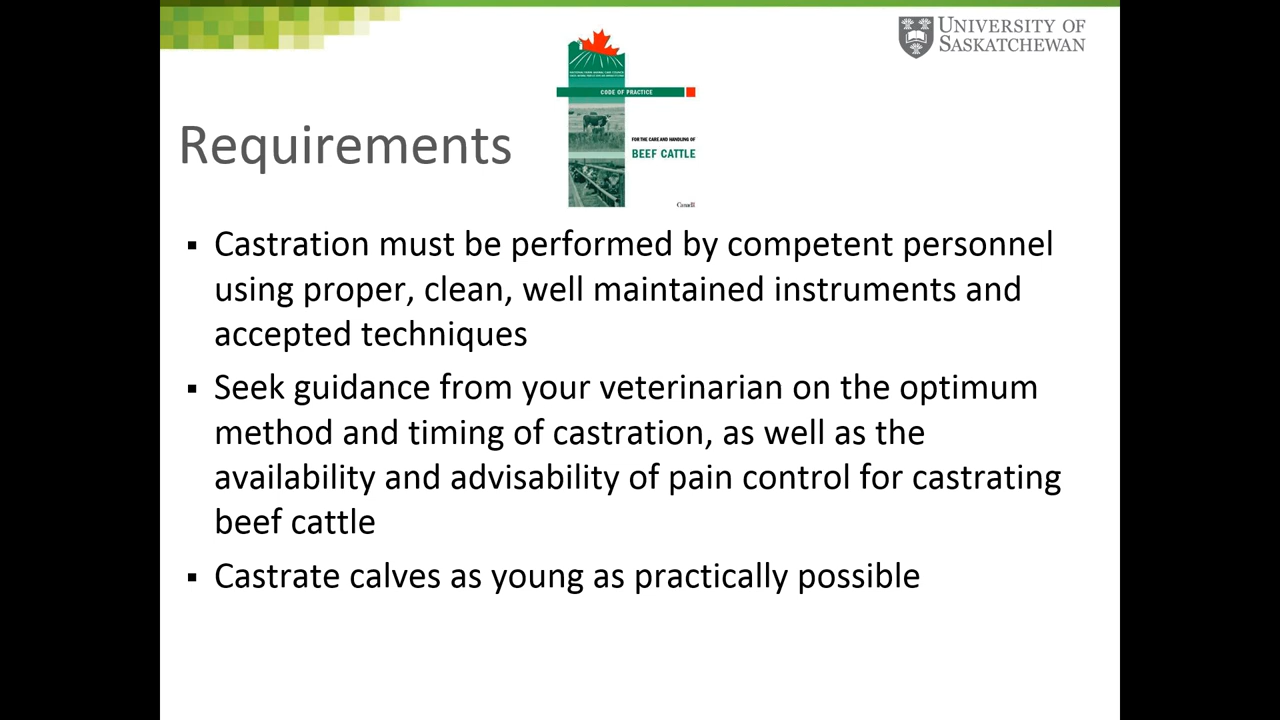 UNIVERSITY OF
SASKATCHEWAN
CODE OF PRACTICE
FOR THE CARE AND HANDLING OF
BEEF CATTLE
Canada
Requirements
▪ Castration must be performed by competent personnel
using proper, clean, well maintained instruments and
accepted techniques
▪ Seek guidance from your veterinarian on the optimum
method and timing of castration, as well as the
availability and advisability of pain control for castrating
beef cattle
▪ Castrate calves as young as practically possible